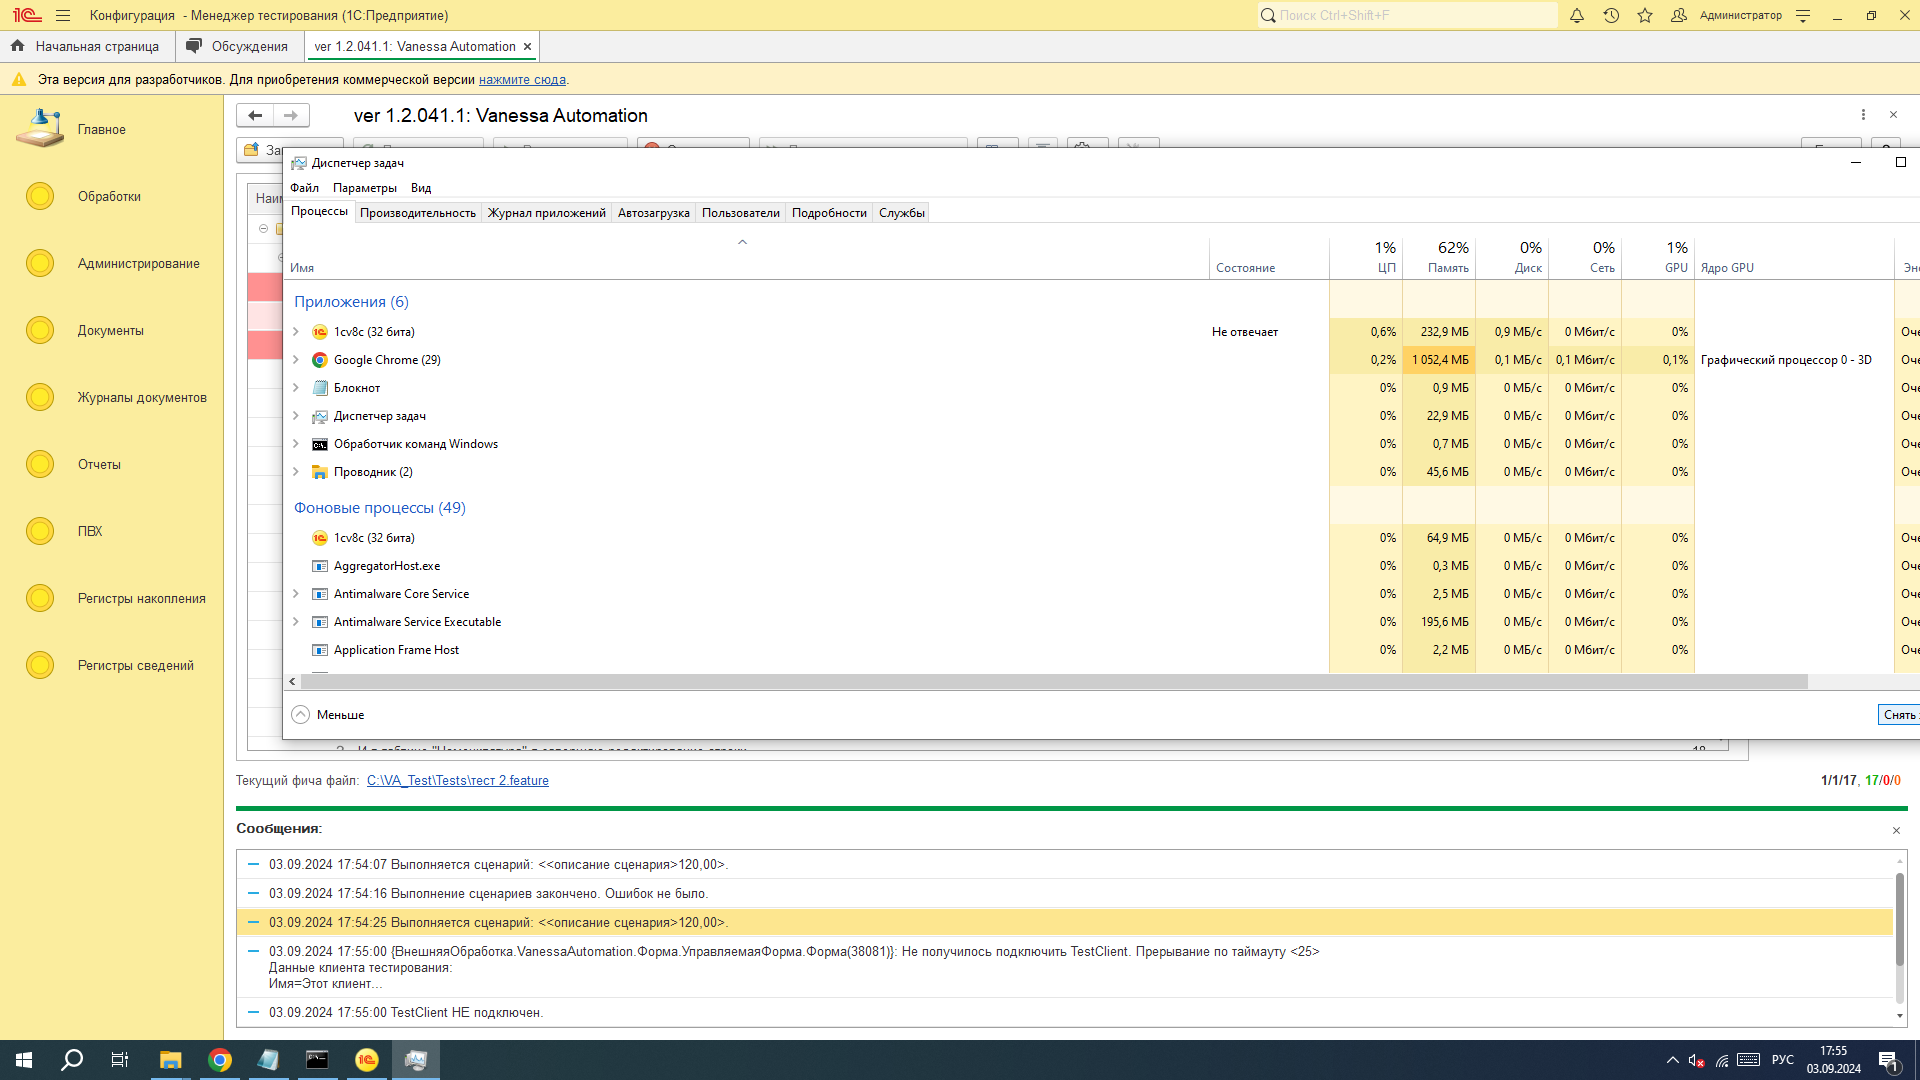 Конфигурация - Менеджер тестирования (1С:Предприятие)
Поиск Ctrl+Shift+F
Администратор
Начальная страница
Обсуждения
ver 1.2.041.1: Vanessa Automation
Эта версия для разработчиков. Для приобретения коммерческой версии нажмите сюда.
Главное
Обработки
Администрирование
Документы
Журналы документов
Отчеты
ПВХ
Регистры накопления
Регистры сведений
ver 1.2.041.1: Vanessa Automation
Диспетчер задач
Файл Параметры Вид
Процессы Производительность Журнал приложений Автозагрузка Пользователи Подробности Службы
1% 62% 0% 0% 1%
Имя Состояние ЦП Память Диск Сеть GPU Ядро GPU
Приложения (6)
1cv8c (32 бита) Не отвечает 0,6% 232,9 МБ 0,9 МБ/с 0 Мбит/с 0%
Google Chrome (29) 0,2% 1 052,4 МБ 0,1 МБ/с 0,1 Мбит/с 0,1% Графический процессор 0 - 3D
Блокнот 0% 0,9 МБ 0 МБ/с 0 Мбит/с 0%
Диспетчер задач 0% 22,9 МБ 0 МБ/с 0 Мбит/с 0%
Обработчик команд Windows 0% 0,7 МБ 0 МБ/с 0 Мбит/с 0%
Проводник (2) 0% 45,6 МБ 0 МБ/с 0 Мбит/с 0%
Фоновые процессы (49)
1cv8c (32 бита) 0% 64,9 МБ 0 МБ/с 0 Мбит/с 0%
AggregatorHost.exe 0% 0,3 МБ 0 МБ/с 0 Мбит/с 0%
Antimalware Core Service 0% 2,5 МБ 0 МБ/с 0 Мбит/с 0%
Antimalware Service Executable 0% 195,6 МБ 0 МБ/с 0 Мбит/с 0%
Application Frame Host 0% 2,2 МБ 0 МБ/с 0 Мбит/с 0%
Меньше
Снять
Текущий фича файл: C:\VA_Test\Tests\тест 2.feature
1/1/17, 17/0/0
Сообщения:
03.09.2024 17:54:07 Выполняется сценарий: <<описание сценария>120,00>.
03.09.2024 17:54:16 Выполнение сценариев закончено. Ошибок не было.
03.09.2024 17:54:25 Выполняется сценарий: <<описание сценария>120,00>.
03.09.2024 17:55:00 {ВнешняяОбработка.VanessaAutomation.Форма.УправляемаяФорма.Форма(38081)}: Не получилось подключить TestClient. Прерывание по таймауту <25>
Данные клиента тестирования:
Имя=Этот клиент...
03.09.2024 17:55:00 TestClient НЕ подключен.
РУС
17:55
03.09.2024
1